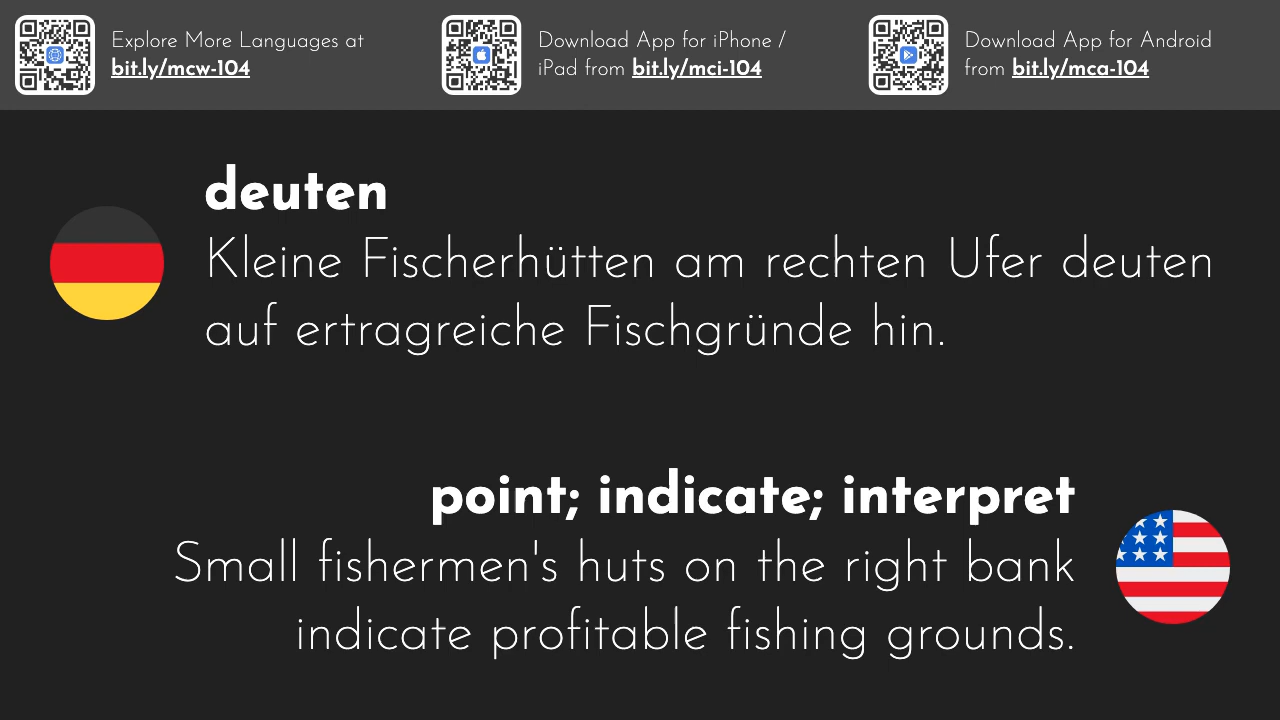 Explore More Languages at
bit.ly/mcw-104
Download App for iPhone /
iPad from bit.ly/mci-104
Download App for Android
from bit.ly/mca-104
deuten
Kleine Fischerhütten am rechten Ufer deuten
auf ertragreiche Fischgründe hin.
point; indicate; interpret
Small fishermen's huts on the right bank
indicate profitable fishing grounds.